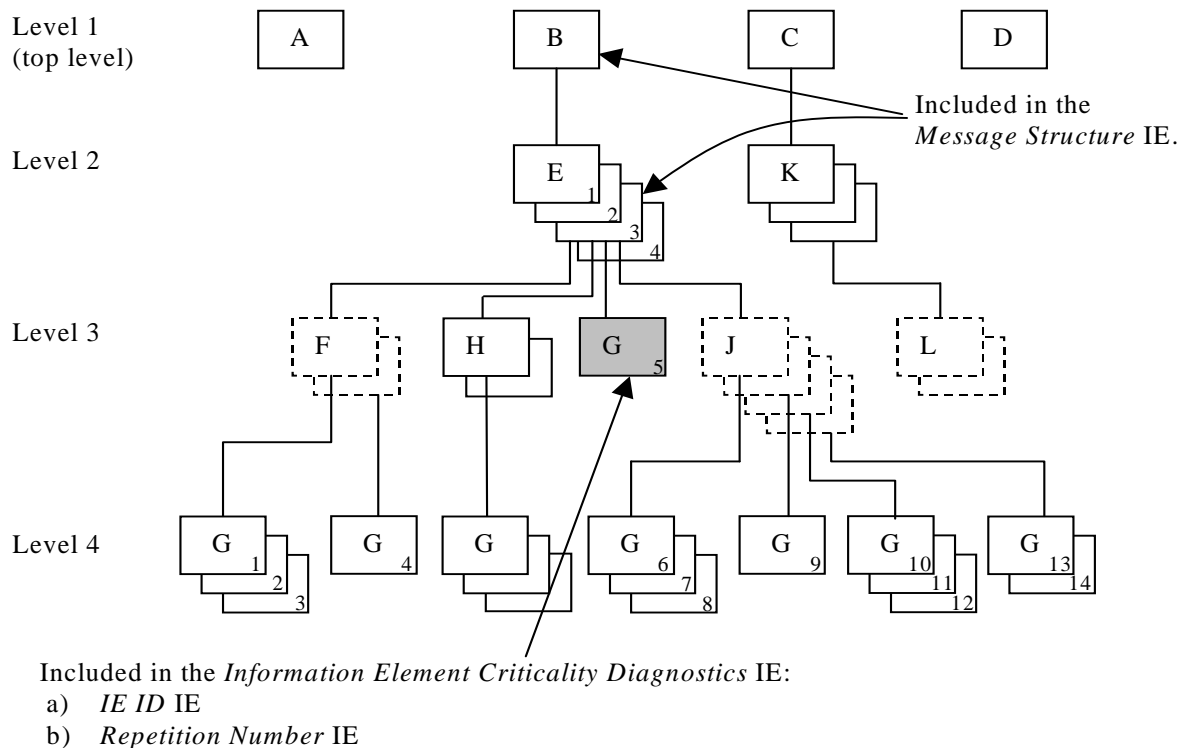 Level 1
(top level)
A
B
C
D
Included in the
Message Structure IE.
Level 2
E
1
2
3
4
K
Level 3
F
H
G
5
J
L
Level 4
G
1
2
3
G
4
G
G
6
7
8
G
9
G
10
11
12
G
13
14
Included in the Information Element Criticality Diagnostics IE:
a) IE ID IE
b) Repetition Number IE